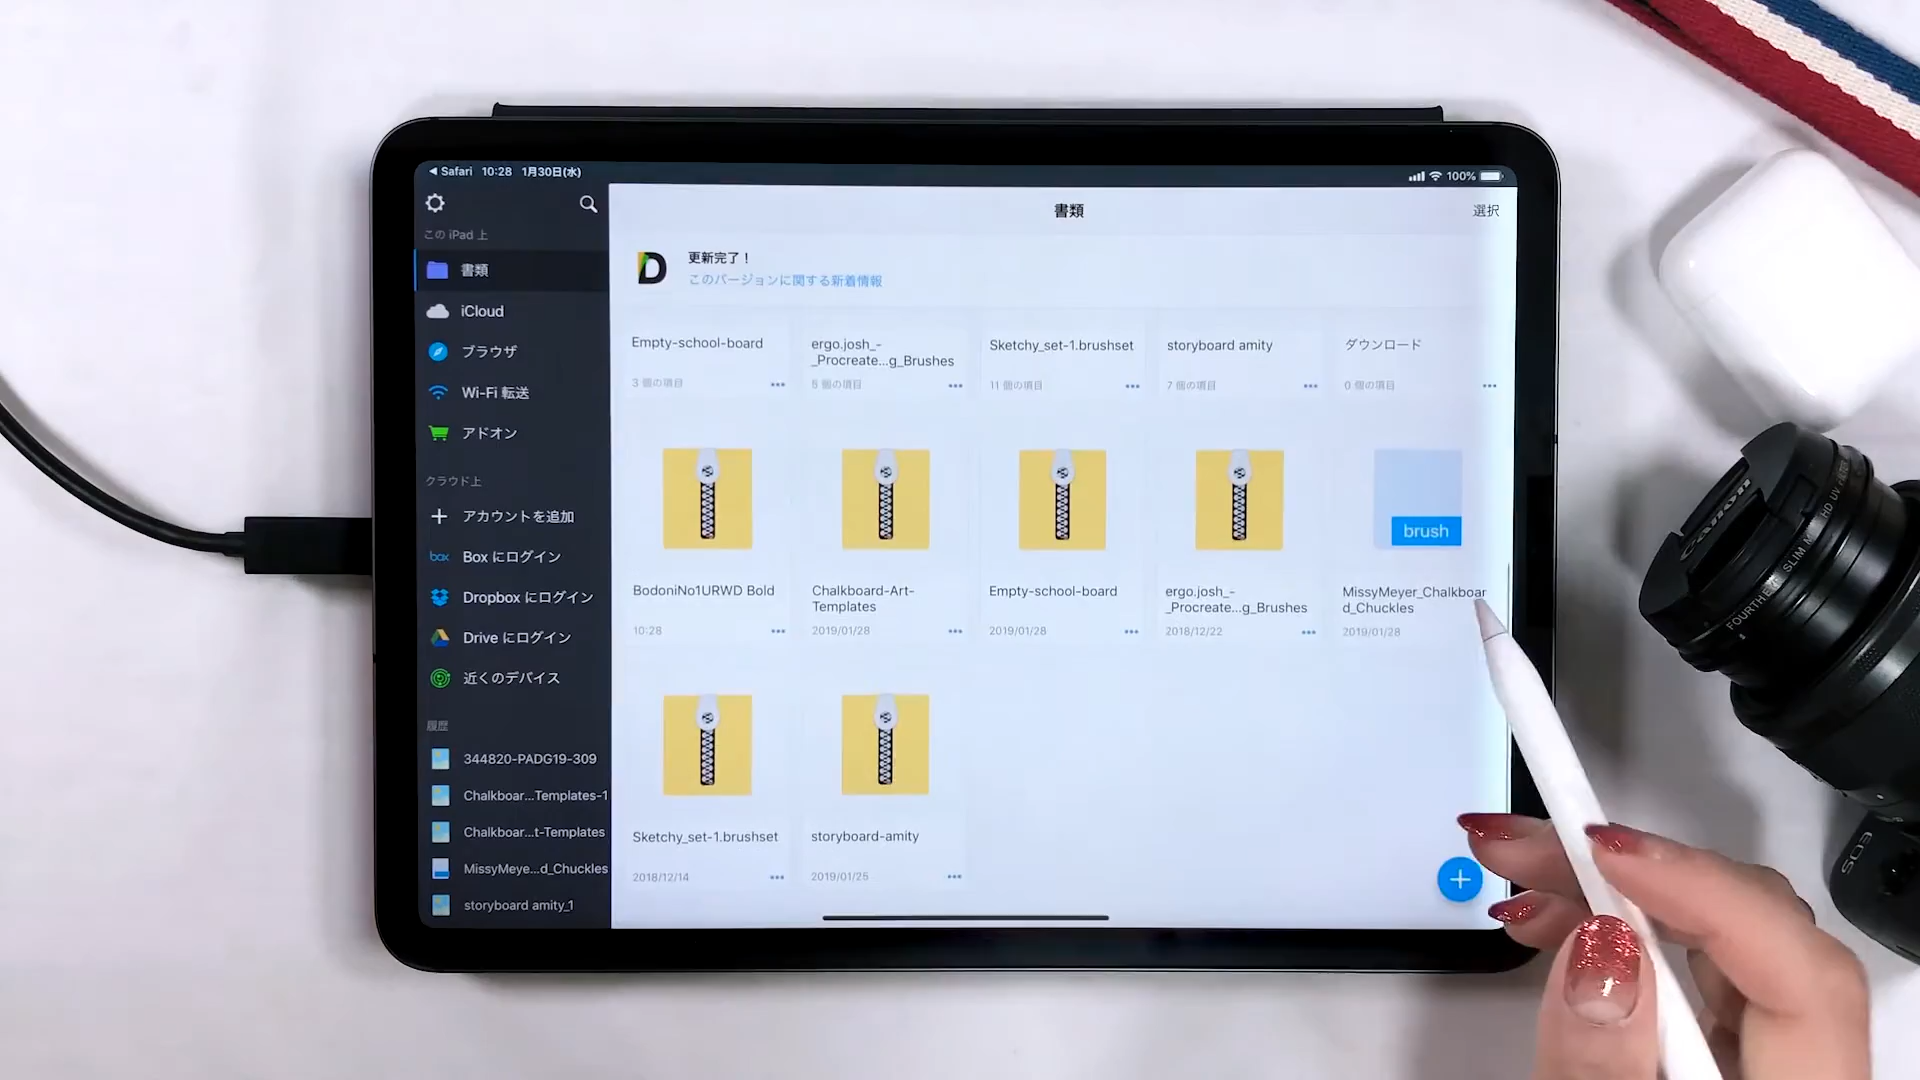 ◀ Safari 10:28 1月30日(水)
100%
この iPad 上
書類
iCloud
ブラウザ
Wi-Fi 転送
アドオン
クラウド上
アカウントを追加
box
Box にログイン
Dropbox にログイン
Drive にログイン
近くのデバイス
履歴
344820-PADG19-309
Chalkboar...Templates-1
Chalkboar...t-Templates
MissyMeye...d_Chuckles
storyboard amity_1
書類
選択
D
更新完了！
このバージョンに関する新着情報
Empty-school-board
3 個の項目
ergo.josh_-
_Procreate...g_Brushes
Sketchy_set-1.brushset
11 個の項目
storyboard amity
7 個の項目
ダウンロード
0 個の項目
BodoniNo1URWD Bold
10:28
Chalkboard-Art-
Templates
2019/01/28
Empty-school-board
2019/01/28
ergo.josh_-
_Procreate...g_Brushes
2018/12/22
brush
MissyMeyer_Chalkboar
d_Chuckles
2019/01/28
Sketchy_set-1.brushset
2018/12/14
storyboard-amity
2019/01/25
Canon
SLIM
HD UV
EOS